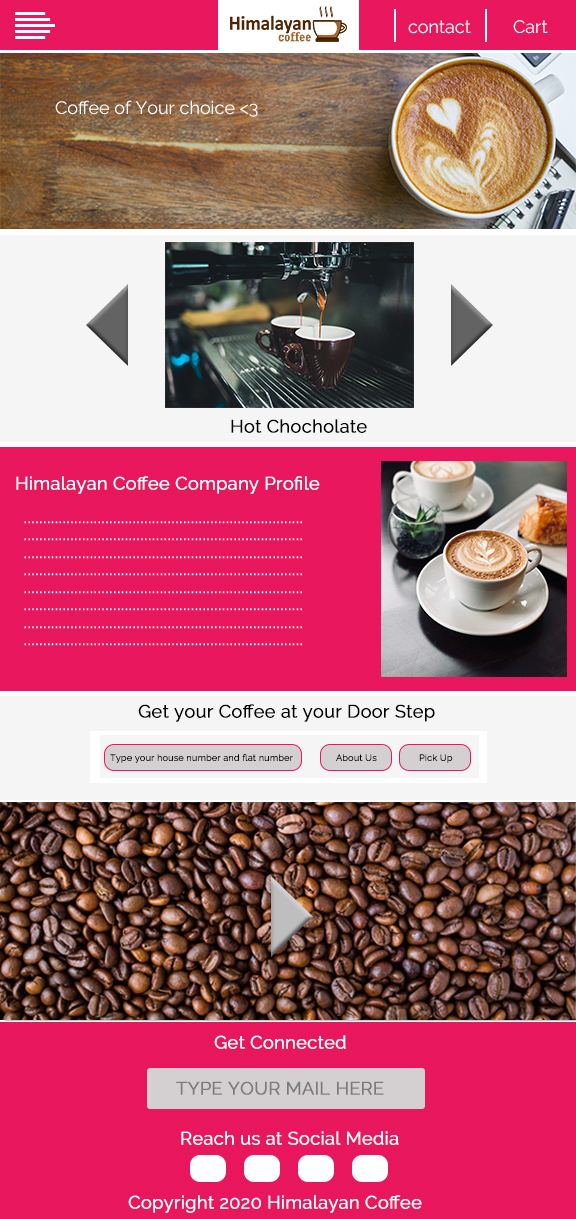 Himalayan
coffee
contact
Cart
Coffee of Your choice <3
Hot Chocholate
Himalayan Coffee Company Profile
Get your Coffee at your Door Step
Type your house number and flat number
About Us
Pick Up
Get Connected
TYPE YOUR MAIL HERE
Reach us at Social Media
Copyright 2020 Himalayan Coffee